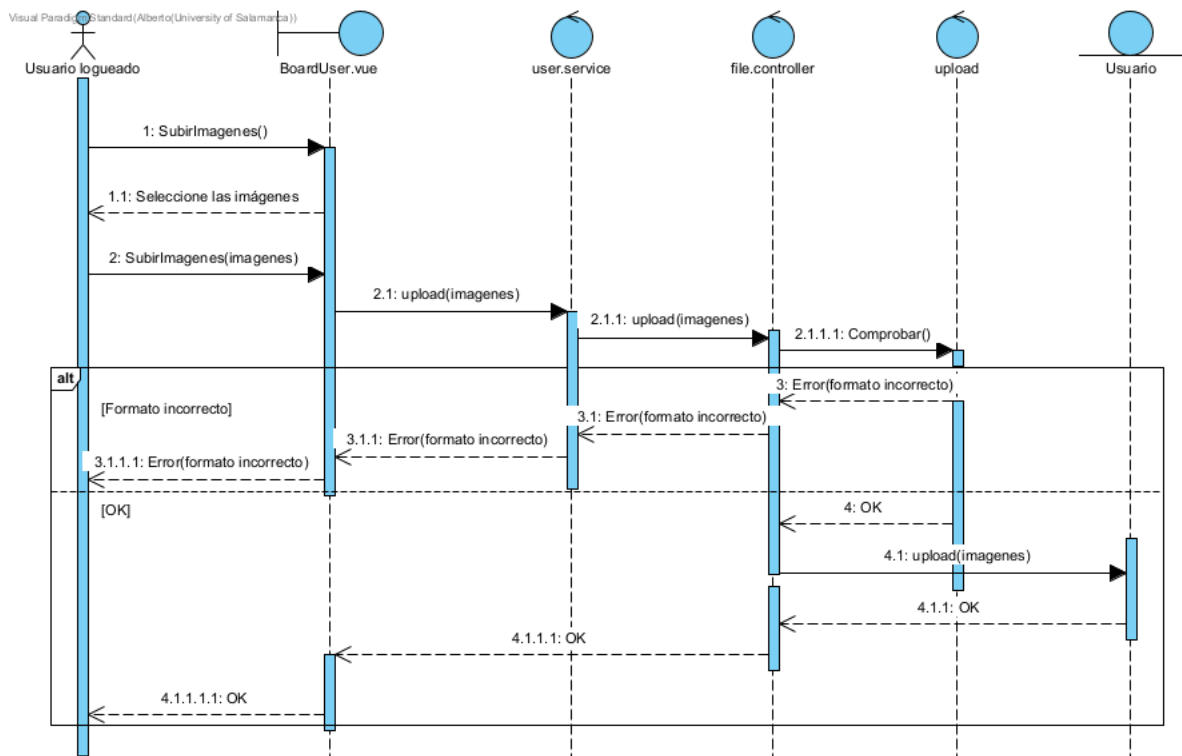 Visual Paradigm Standard(Alberto(University of Salamanca))
Usuario logueado
BoardUser.vue
user.service
file.controller
upload
Usuario
1: SubirImagenes()
1.1: Seleccione las imágenes
2: SubirImagenes(imagenes)
2.1: upload(imagenes)
2.1.1: upload(imagenes)
2.1.1.1: Comprobar()
alt
[Formato incorrecto]
3: Error(formato incorrecto)
3.1: Error(formato incorrecto)
3.1.1: Error(formato incorrecto)
3.1.1.1: Error(formato incorrecto)
[OK]
4: OK
4.1: upload(imagenes)
4.1.1: OK
4.1.1.1: OK
4.1.1.1.1: OK